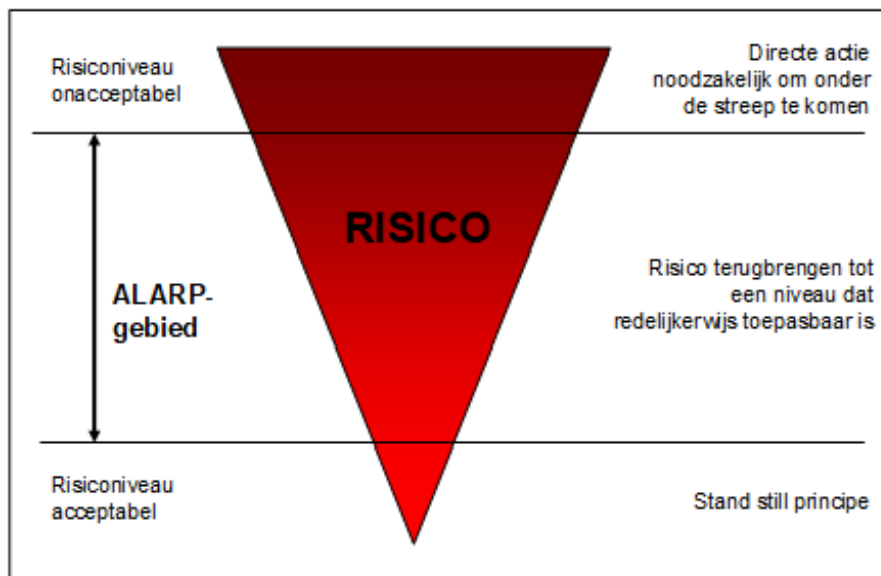 Risiconiveau
onacceptabel
Directe actie
noodzakelijk om onder
de streep te komen
RISICO
ALARP-
gebied
Risico terugbrengen tot
een niveau dat
redelijkerwijs toepasbaar is
Risiconiveau
acceptabel
Stand still principe